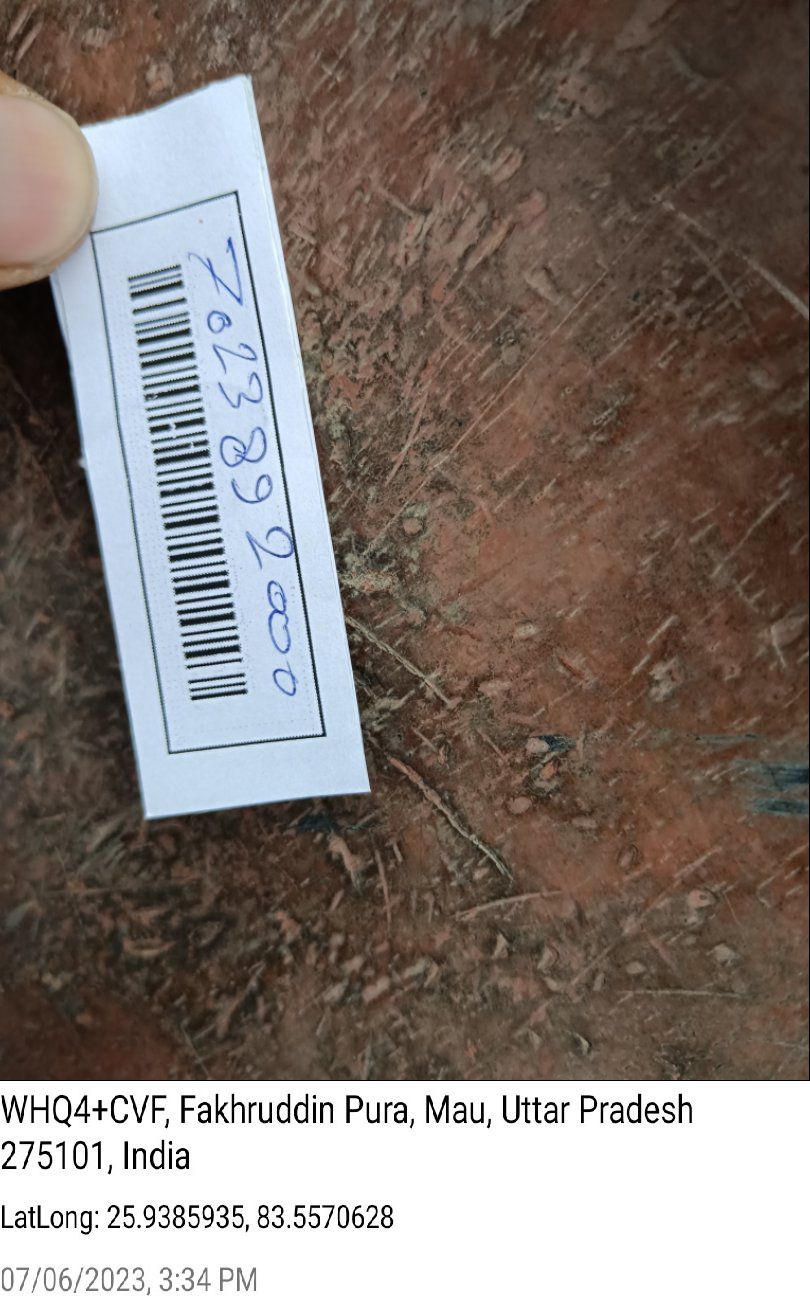 7023892000
WHQ4+CVF, Fakhruddin Pura, Mau, Uttar Pradesh
275101, India
LatLong: 25.9385935, 83.5570628
07/06/2023, 3:34 PM